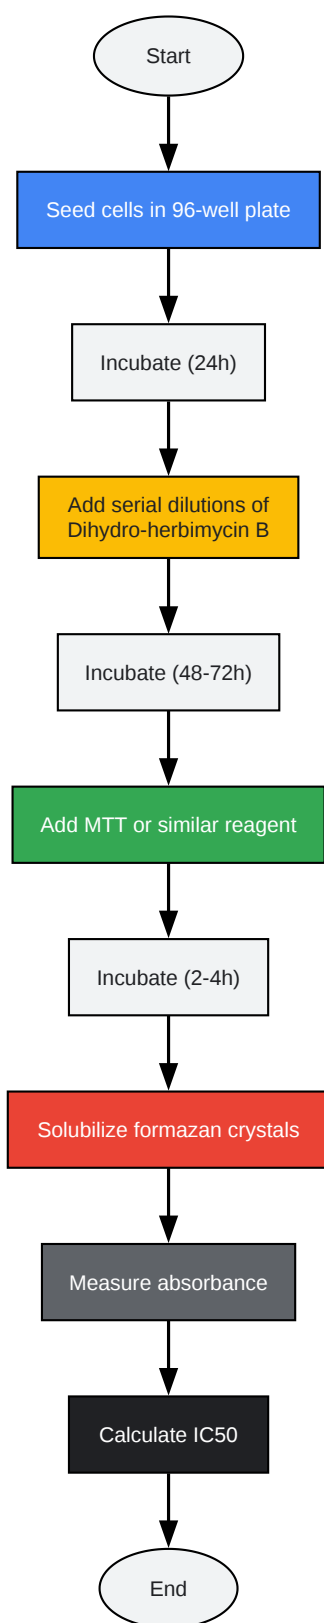 Start
Seed cells in 96-well plate
Incubate (24h)
Add serial dilutions of
Dihydro-herbimycin B
Incubate (48-72h)
Add MTT or similar reagent
Incubate (2-4h)
Solubilize formazan crystals
Measure absorbance
Calculate IC50
End